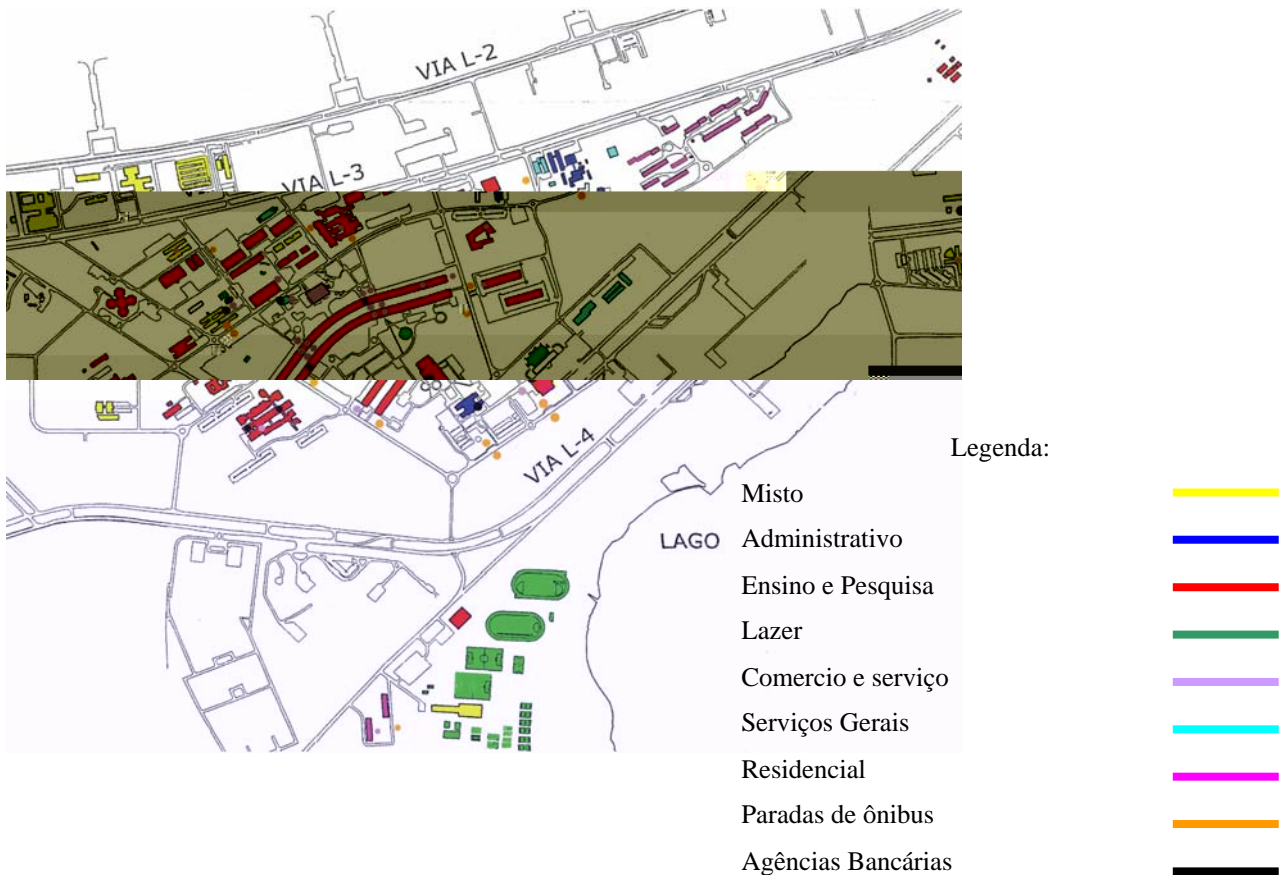 VIA L-2
VIA L-3
VIA L-4
LAGO
Legenda:
Misto
Administrativo
Ensino e Pesquisa
Lazer
Comercio e serviço
Serviços Gerais
Residencial
Paradas de ônibus
Agências Bancárias